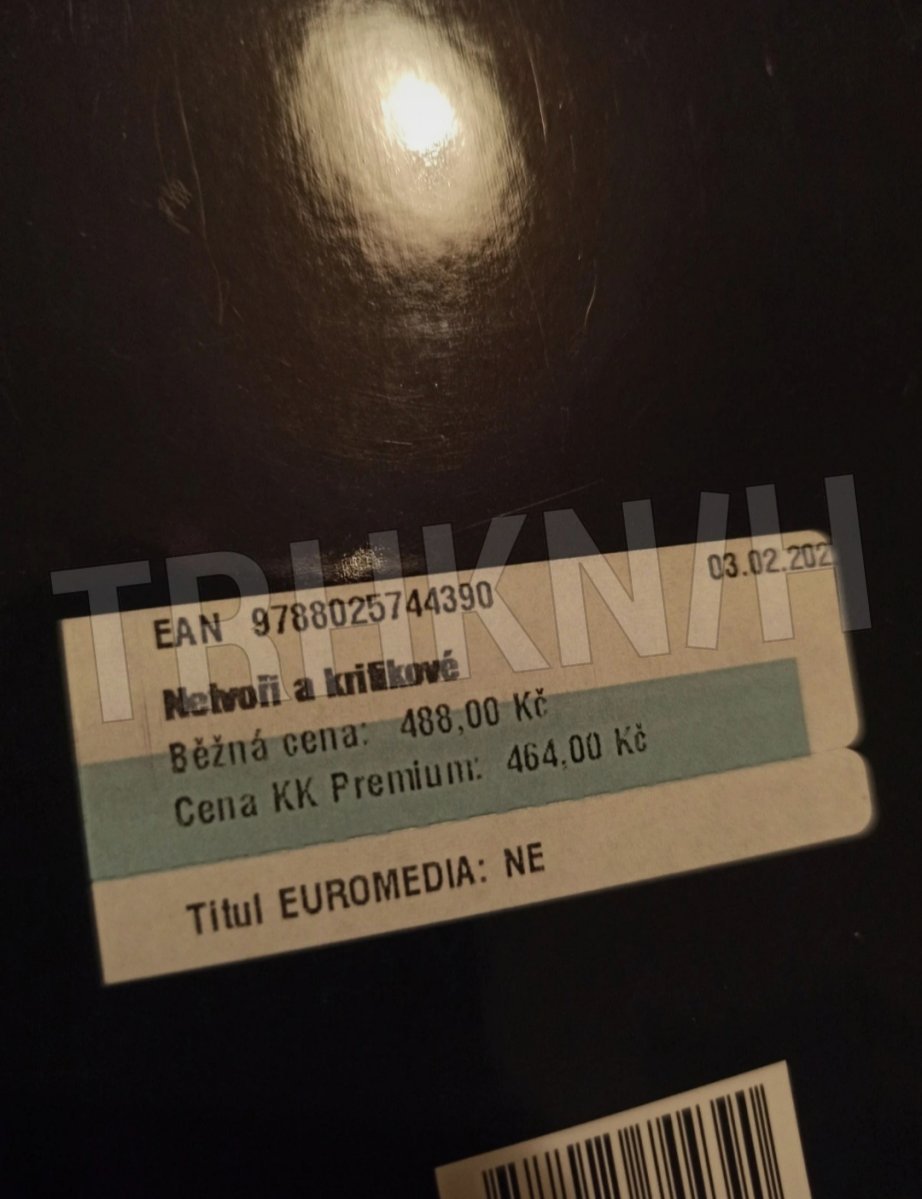 03.02.202
EAN 9788025744390
Netvoři a kritikové
Běžná cena: 488,00 Kč
Cena KK Premium: 464,00 Kč
Titul EUROMEDIA: NE
TRHKNIH